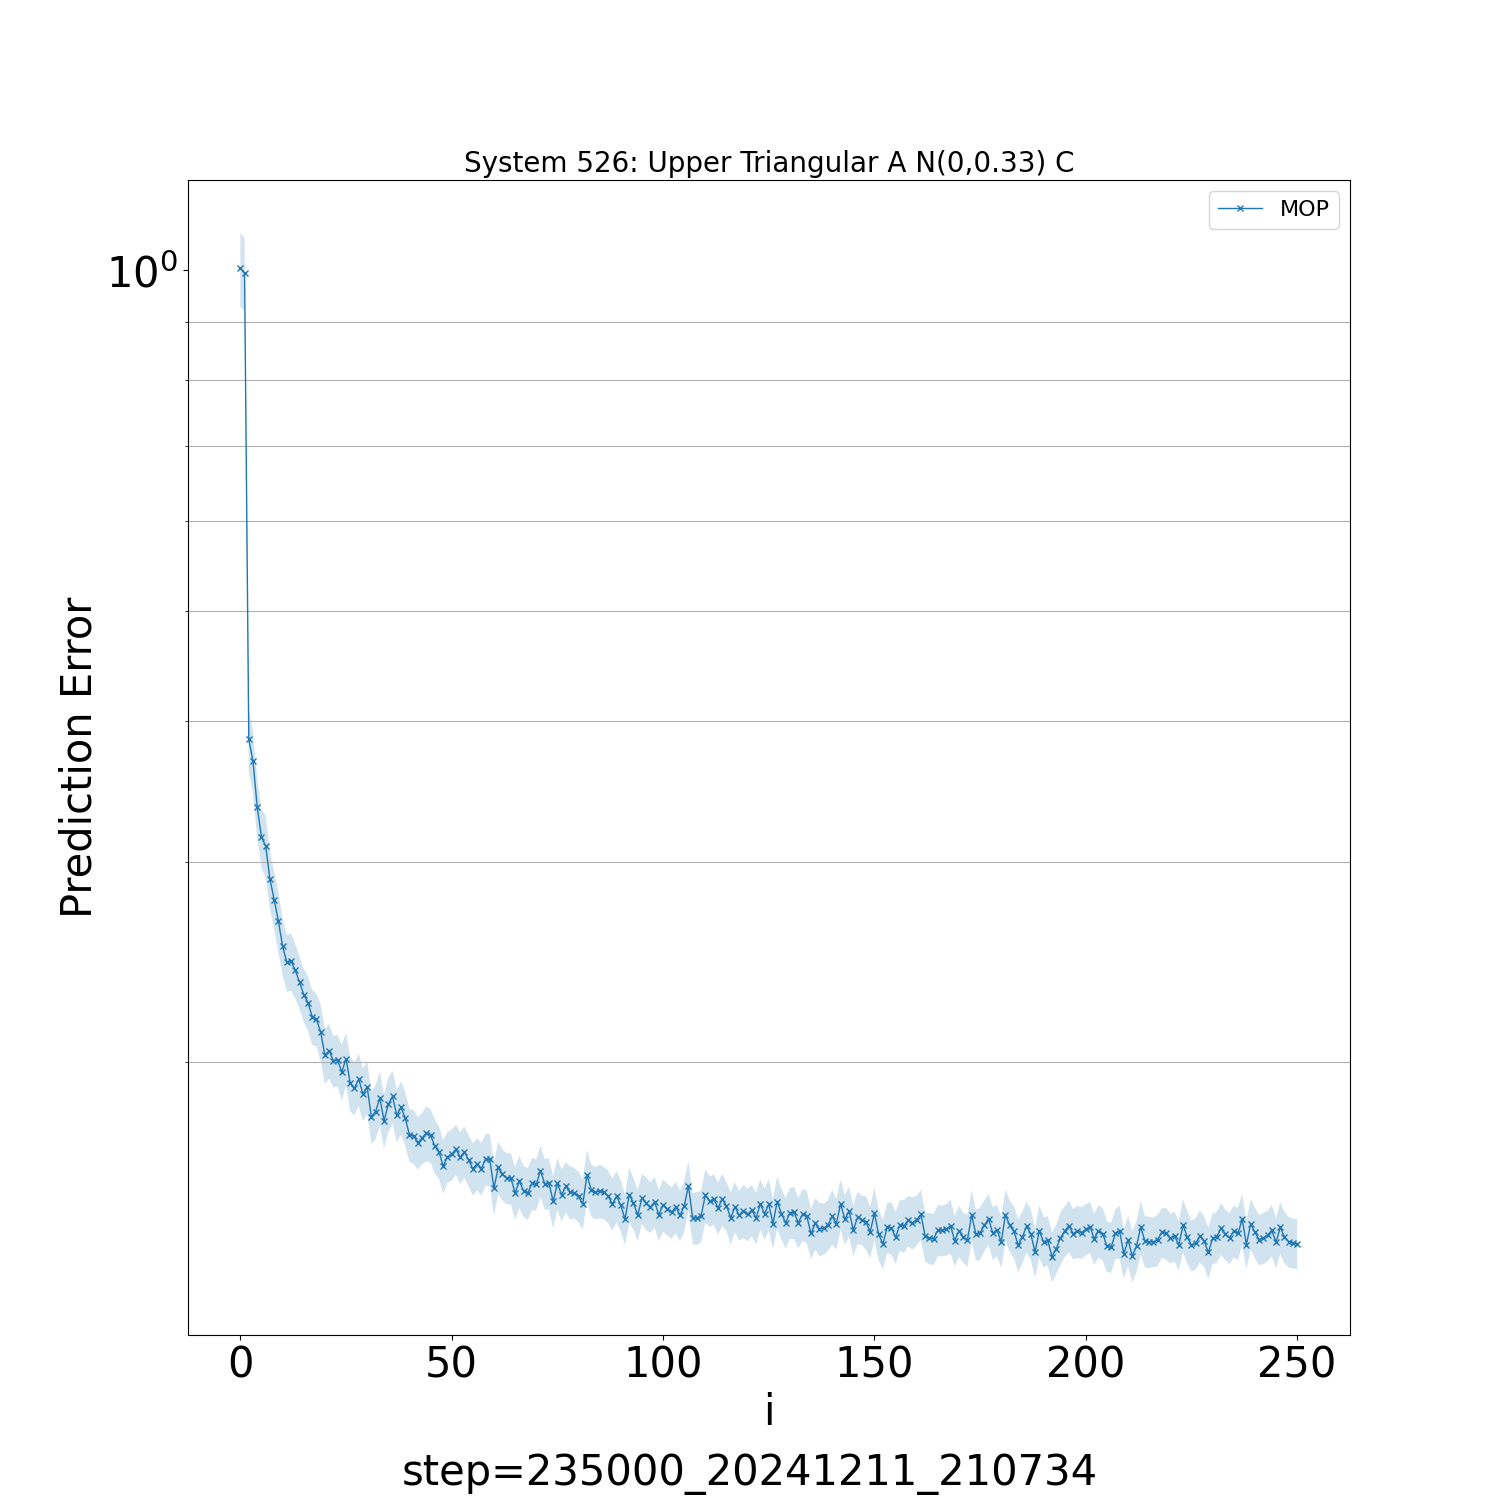 System 526: Upper Triangular A N(0,0.33) C
MOP
10⁰
Prediction Error
0 50 100 150 200 250
i
step=235000_20241211_210734